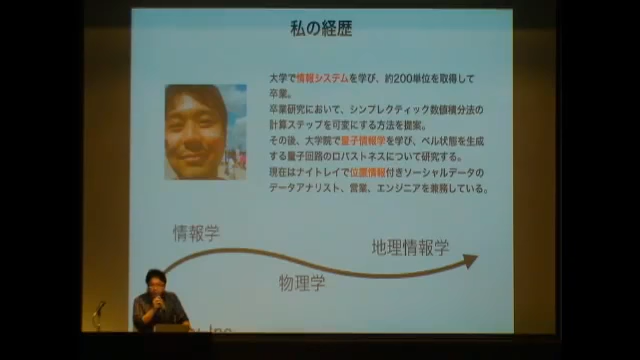 私の経歴
大学で情報システムを学び、約200単位を取得して
卒業。
卒業研究において、シンプレクティック数値積分法の
計算ステップを可変にする方法を提案。
その後、大学院で量子情報学を学び、ベル状態を生成
する量子回路のロバストネスについて研究する。
現在はナイトレイで位置情報付きソーシャルデータの
データアナリスト、営業、エンジニアを兼務している。
情報学
地理情報学
物理学
Inc